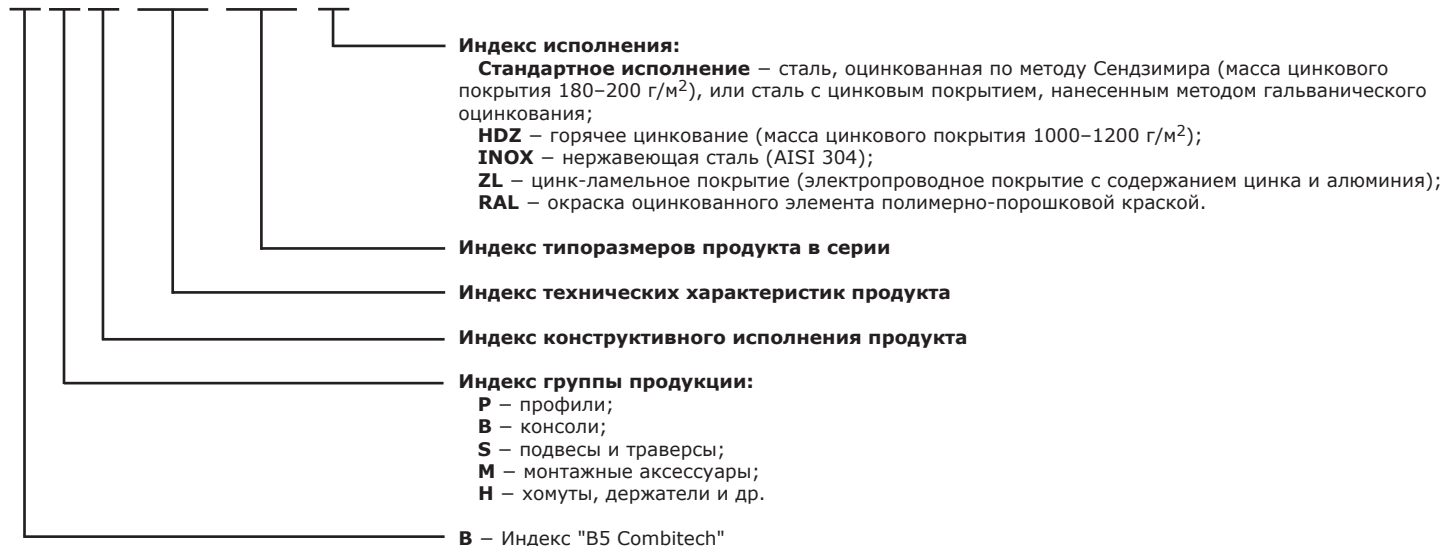 Индекс исполнения:
Стандартное исполнение − сталь, оцинкованная по методу Сендзимира (масса цинкового
покрытия 180–200 г/м2), или сталь с цинковым покрытием, нанесенным методом гальванического
оцинкования;
HDZ − горячее цинкование (масса цинкового покрытия 1000–1200 г/м2);
INOX − нержавеющая сталь (AISI 304);
ZL − цинк-ламельное покрытие (электропроводное покрытие с содержанием цинка и алюминия);
RAL − окраска оцинкованного элемента полимерно-порошковой краской.
Индекс типоразмеров продукта в серии
Индекс технических характеристик продукта
Индекс конструктивного исполнения продукта
Индекс группы продукции:
P − профили;
B − консоли;
S − подвесы и траверсы;
M − монтажные аксессуары;
H − хомуты, держатели и др.
B − Индекс "B5 Combitech"